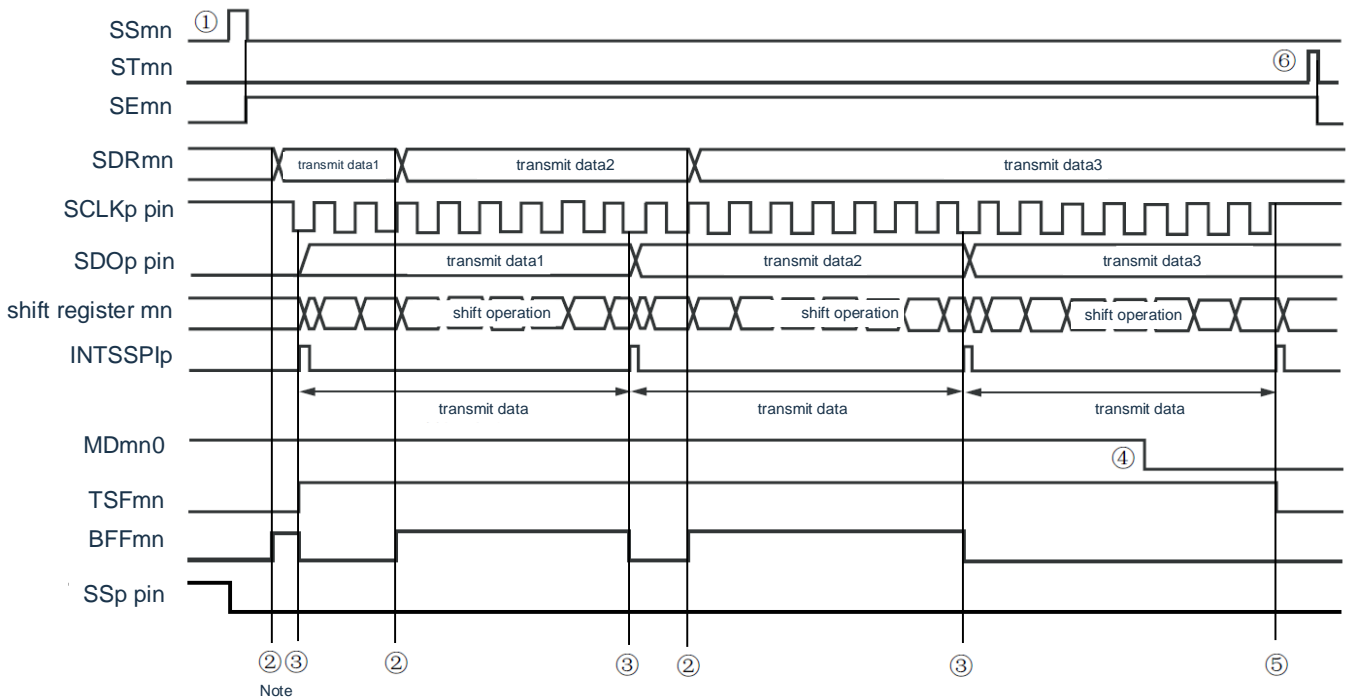 SSmn ①
STmn ⑥
SEmn
SDRmn transmit data1 transmit data2 transmit data3
SCLKp pin
SDOp pin transmit data1 transmit data2 transmit data3
shift register mn shift operation shift operation shift operation
INTSSPIp
transmit data transmit data transmit data
MDmn0 ④
TSFmn
BFFmn
SSp pin
② ③ ② ③ ② ③ ⑤
Note